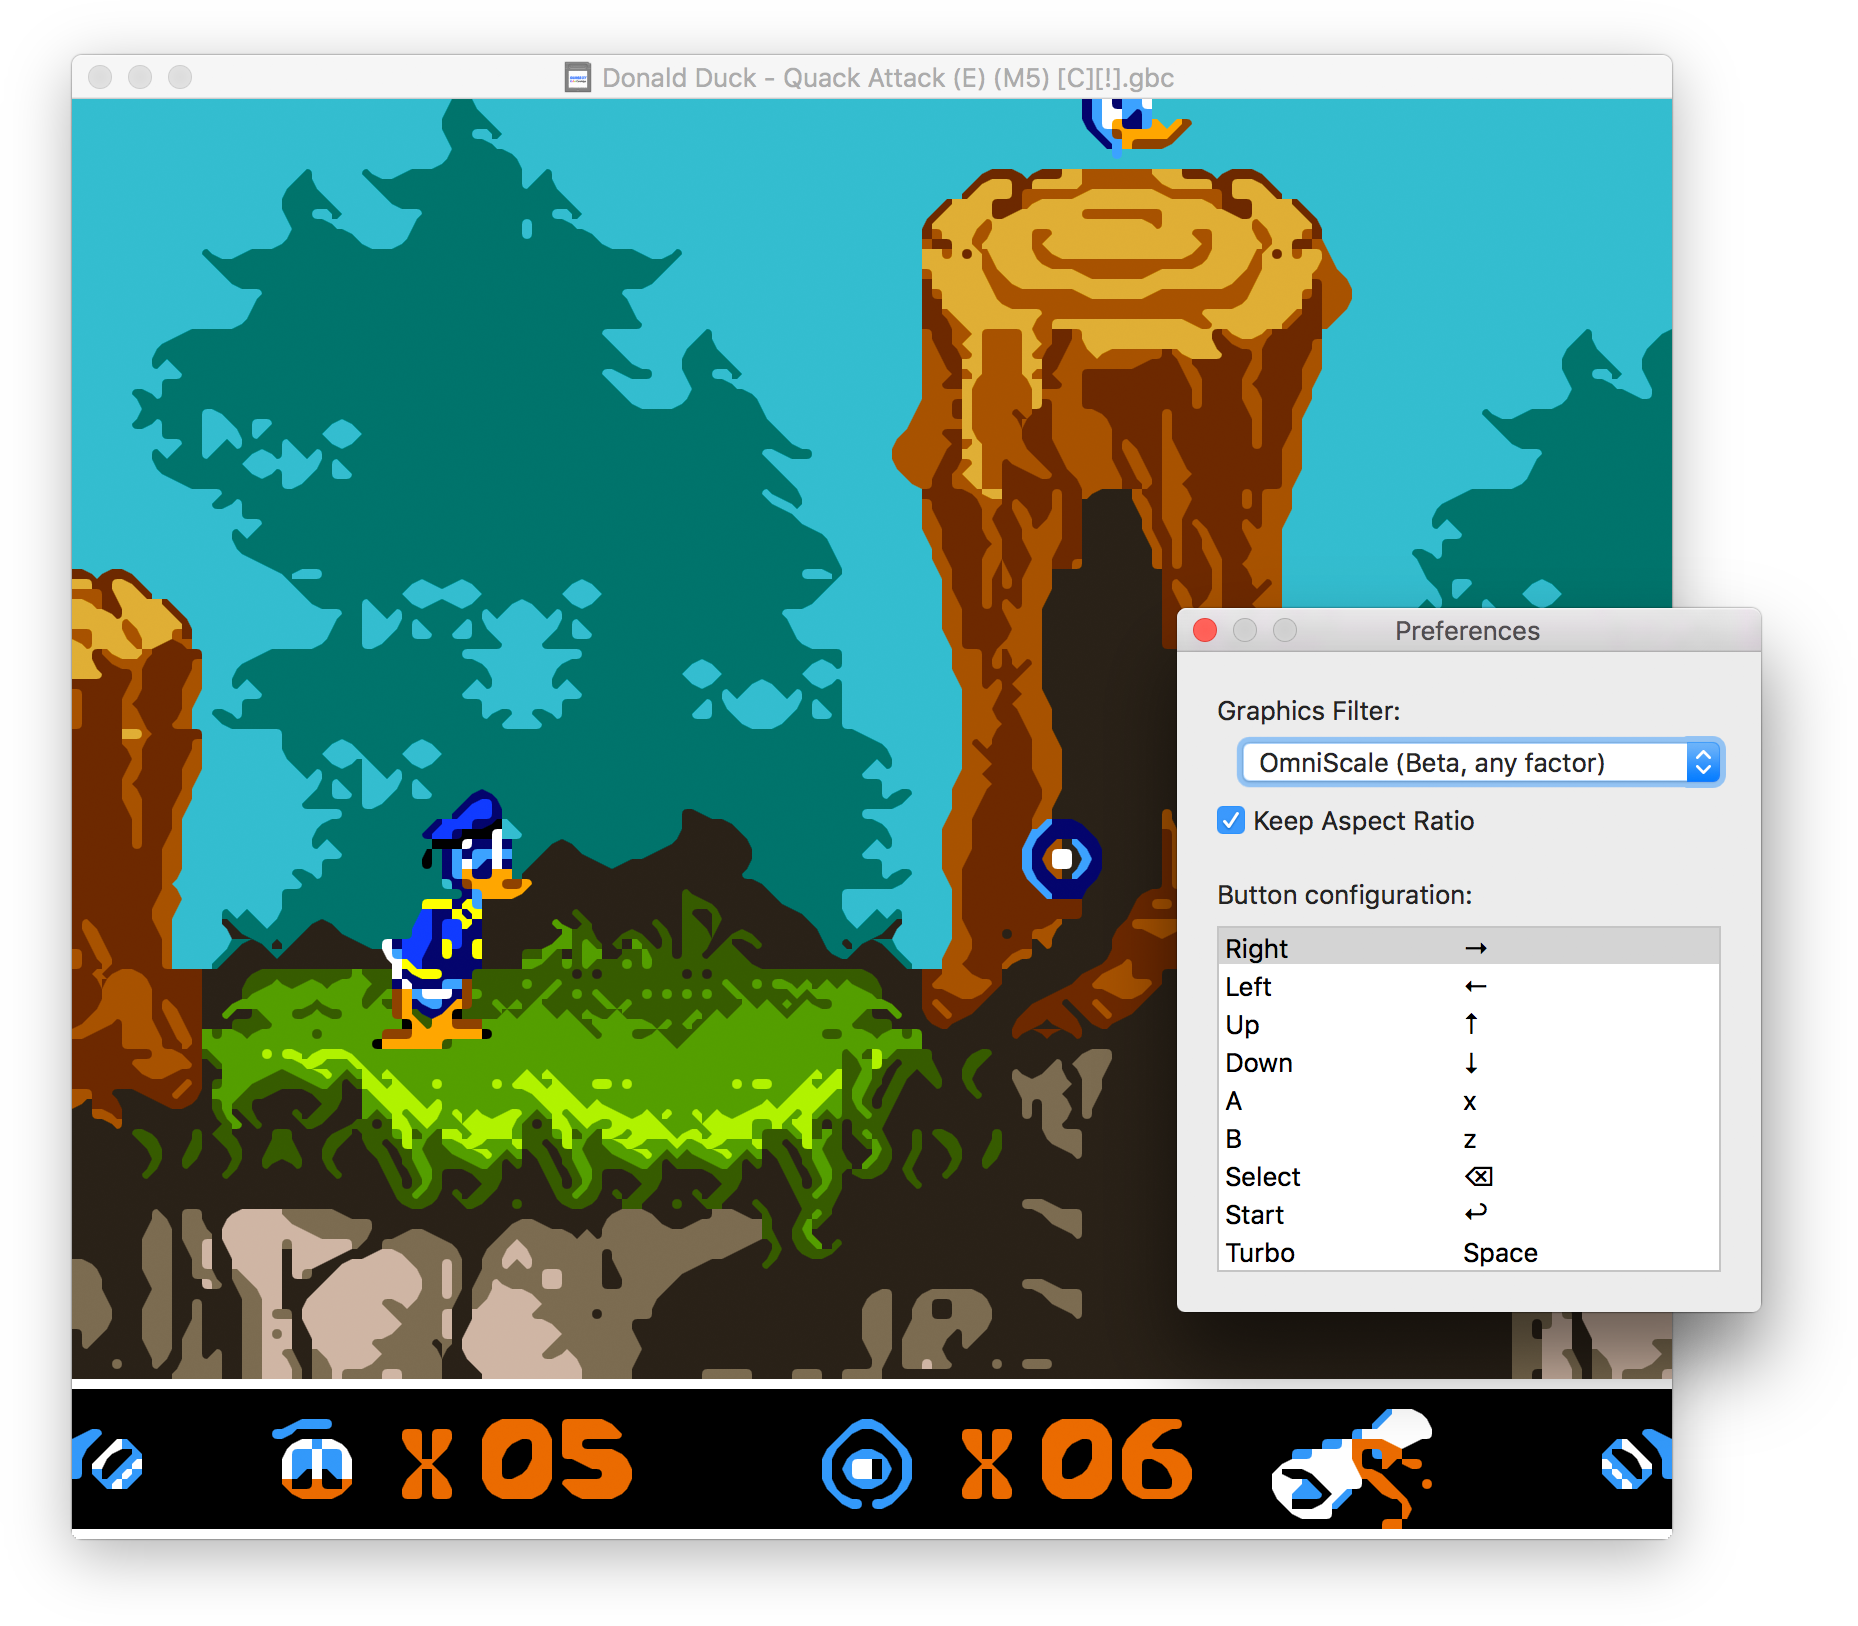 Donald Duck - Quack Attack (E) (M5) [C][!].gbc
Preferences
Graphics Filter:
OmniScale (Beta, any factor)
Keep Aspect Ratio
Button configuration:
Right →
Left ←
Up ↑
Down ↓
A x
B z
Select ⌫
Start ↩
Turbo Space
x 05 x 06